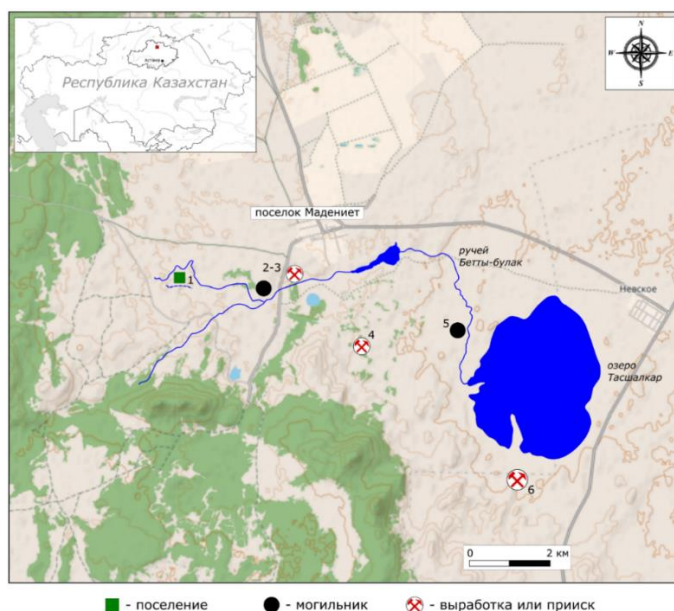 Республика Казахстан
Астана
N
W
E
S
поселок Мадениет
ручей
Бетты-булак
2-3
1
Невское
5
4
озеро
Тасшалкар
6
0
2 км
- поселение
- могильник
- выработка или прииск